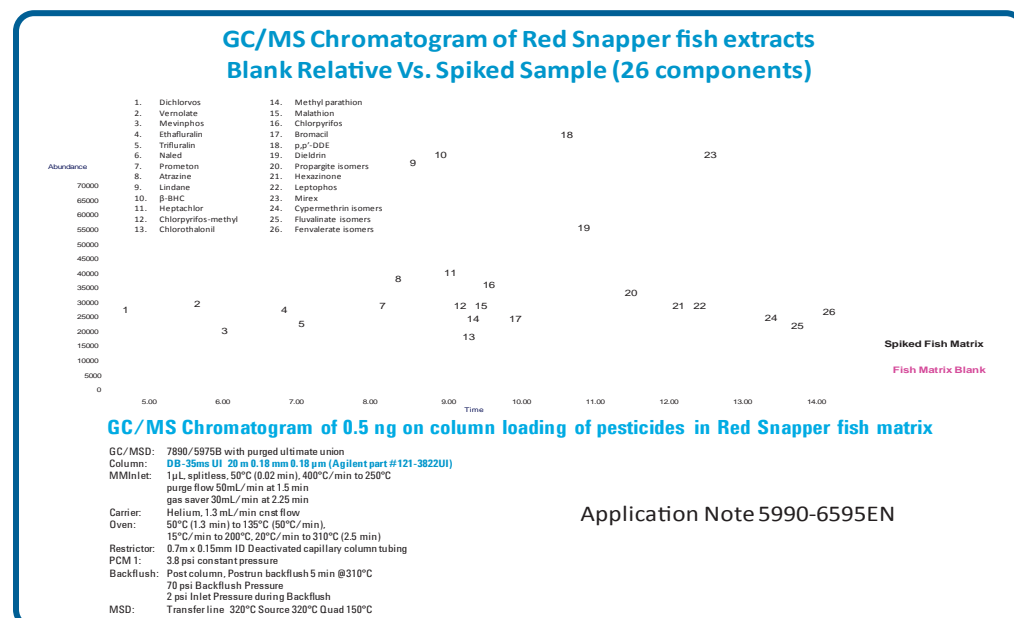 GC/MS Chromatogram of Red Snapper fish extracts
Blank Relative Vs. Spiked Sample (26 components)
1. Dichlorvos
2. Vernolate
3. Mevinphos
4. Ethafluralin
5. Trifluralin
6. Naled
7. Prometon
8. Atrazine
9. Lindane
10. β-BHC
11. Heptachlor
12. Chlorpyrifos-methyl
13. Chlorothalonil
14. Methyl parathion
15. Malathion
16. Chlorpyrifos
17. Bromacil
18. p,p'-DDE
19. Dieldrin
20. Propargite isomers
21. Hexazinone
22. Leptophos
23. Mirex
24. Cypermethrin isomers
25. Fluvalinate isomers
26. Fenvalerate isomers
Abundance
70000
65000
60000
55000
50000
45000
40000
35000
30000
25000
20000
15000
10000
5000
0
1
2
3
4
5
7
8
9
10
11
12
13
14
15
16
17
18
19
20
21
22
23
24
25
26
Spiked Fish Matrix
Fish Matrix Blank
5.00 6.00 7.00 8.00 9.00 10.00 11.00 12.00 13.00 14.00
Time
GC/MS Chromatogram of 0.5 ng on column loading of pesticides in Red Snapper fish matrix
GC/MSD: 7890/5975B with purged ultimate union
Column: DB-35ms UI 20 m 0.18 mm 0.18 µm (Agilent part #121-3822UI)
MMInlet: 1µL, splitless, 50°C (0.02 min), 400°C/min to 250°C
purge flow 50mL/min at 1.5 min
gas saver 30mL/min at 2.25 min
Carrier: Helium, 1.3 mL/min cnst flow
Oven: 50°C (1.3 min) to 135°C (50°C/min),
15°C/min to 200°C, 20°C/min to 310°C (2.5 min)
Restrictor: 0.7m x 0.15mm ID Deactivated capillary column tubing
PCM 1: 3.8 psi constant pressure
Backflush: Post column, Postrun backflush 5 min @310°C
70 psi Backflush Pressure
2 psi Inlet Pressure during Backflush
MSD: Transfer line 320°C Source 320°C Quad 150°C
Application Note 5990-6595EN